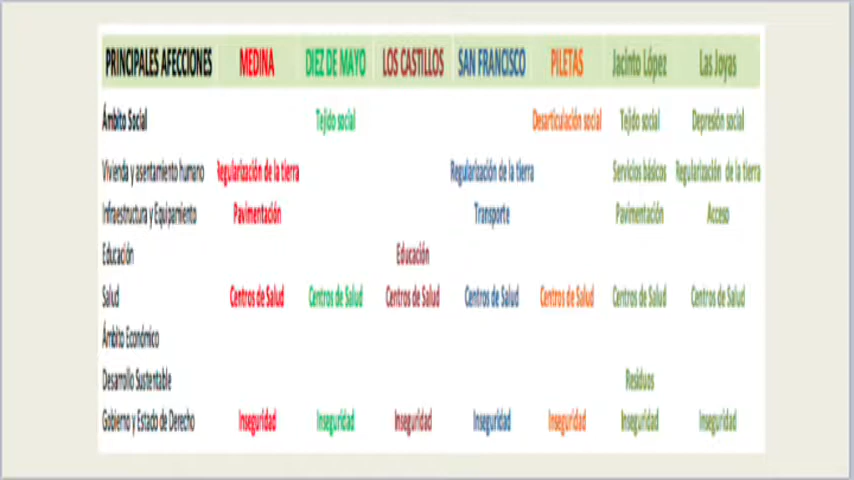 PRINCIPALES AFECCIONES MEDINA DIEZ DE MAYO LOS CASTILLOS SAN FRANCISCO PILETAS Jacinto López Las Joyas
Ámbito Social Tejido social Desarticulación social Tejido social Depresión social
Vivienda y asentamiento humano Regularización de la tierra Regularización de la tierra Servicios básicos Regularización de la tierra
Infraestructura y Equipamiento Pavimentación Transporte Pavimentación Acceso
Educación Educación
Salud Centros de Salud Centros de Salud Centros de Salud Centros de Salud Centros de Salud Centros de Salud Centros de Salud
Ámbito Económico
Desarrollo Sustentable Residuos
Gobierno y Estado de Derecho Inseguridad Inseguridad Inseguridad Inseguridad Inseguridad Inseguridad Inseguridad